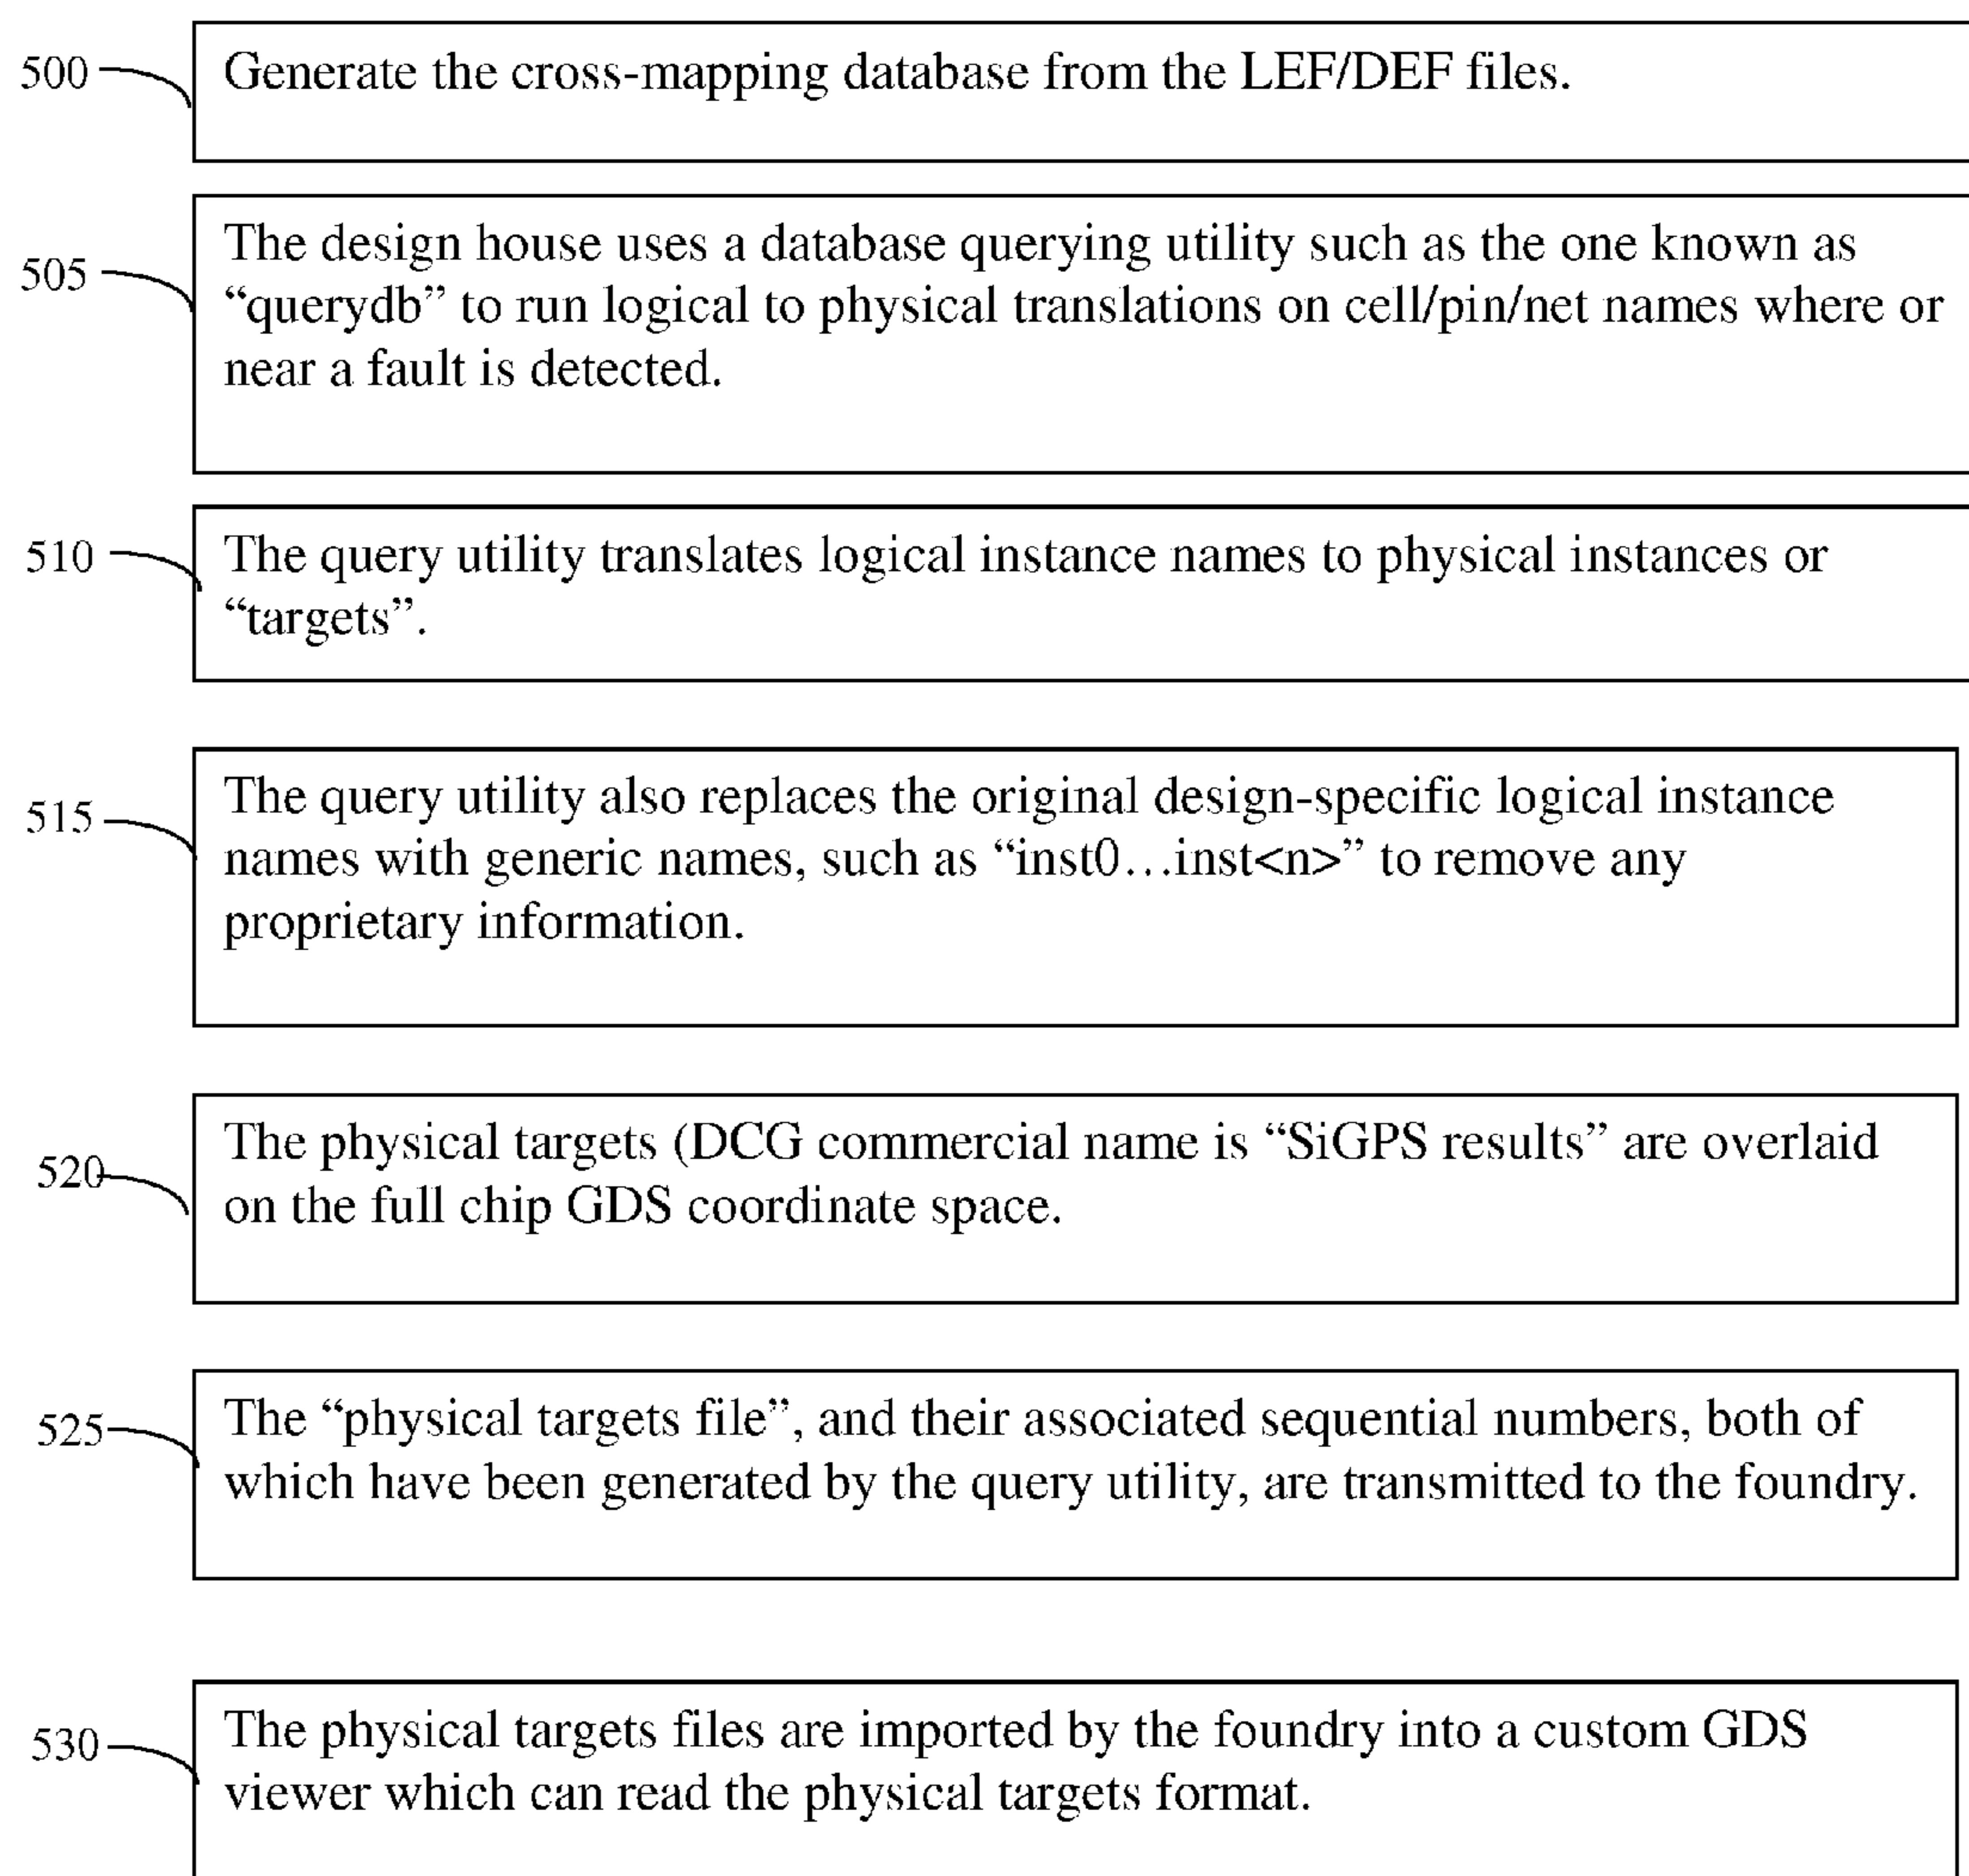 500
Generate the cross-mapping database from the LEF/DEF files.
505
The design house uses a database querying utility such as the one known as
“querydb” to run logical to physical translations on cell/pin/net names where or
near a fault is detected.
510
The query utility translates logical instance names to physical instances or
“targets”.
515
The query utility also replaces the original design-specific logical instance
names with generic names, such as “inst0…inst<n>” to remove any
proprietary information.
520
The physical targets (DCG commercial name is “SiGPS results” are overlaid
on the full chip GDS coordinate space.
525
The “physical targets file”, and their associated sequential numbers, both of
which have been generated by the query utility, are transmitted to the foundry.
530
The physical targets files are imported by the foundry into a custom GDS
viewer which can read the physical targets format.